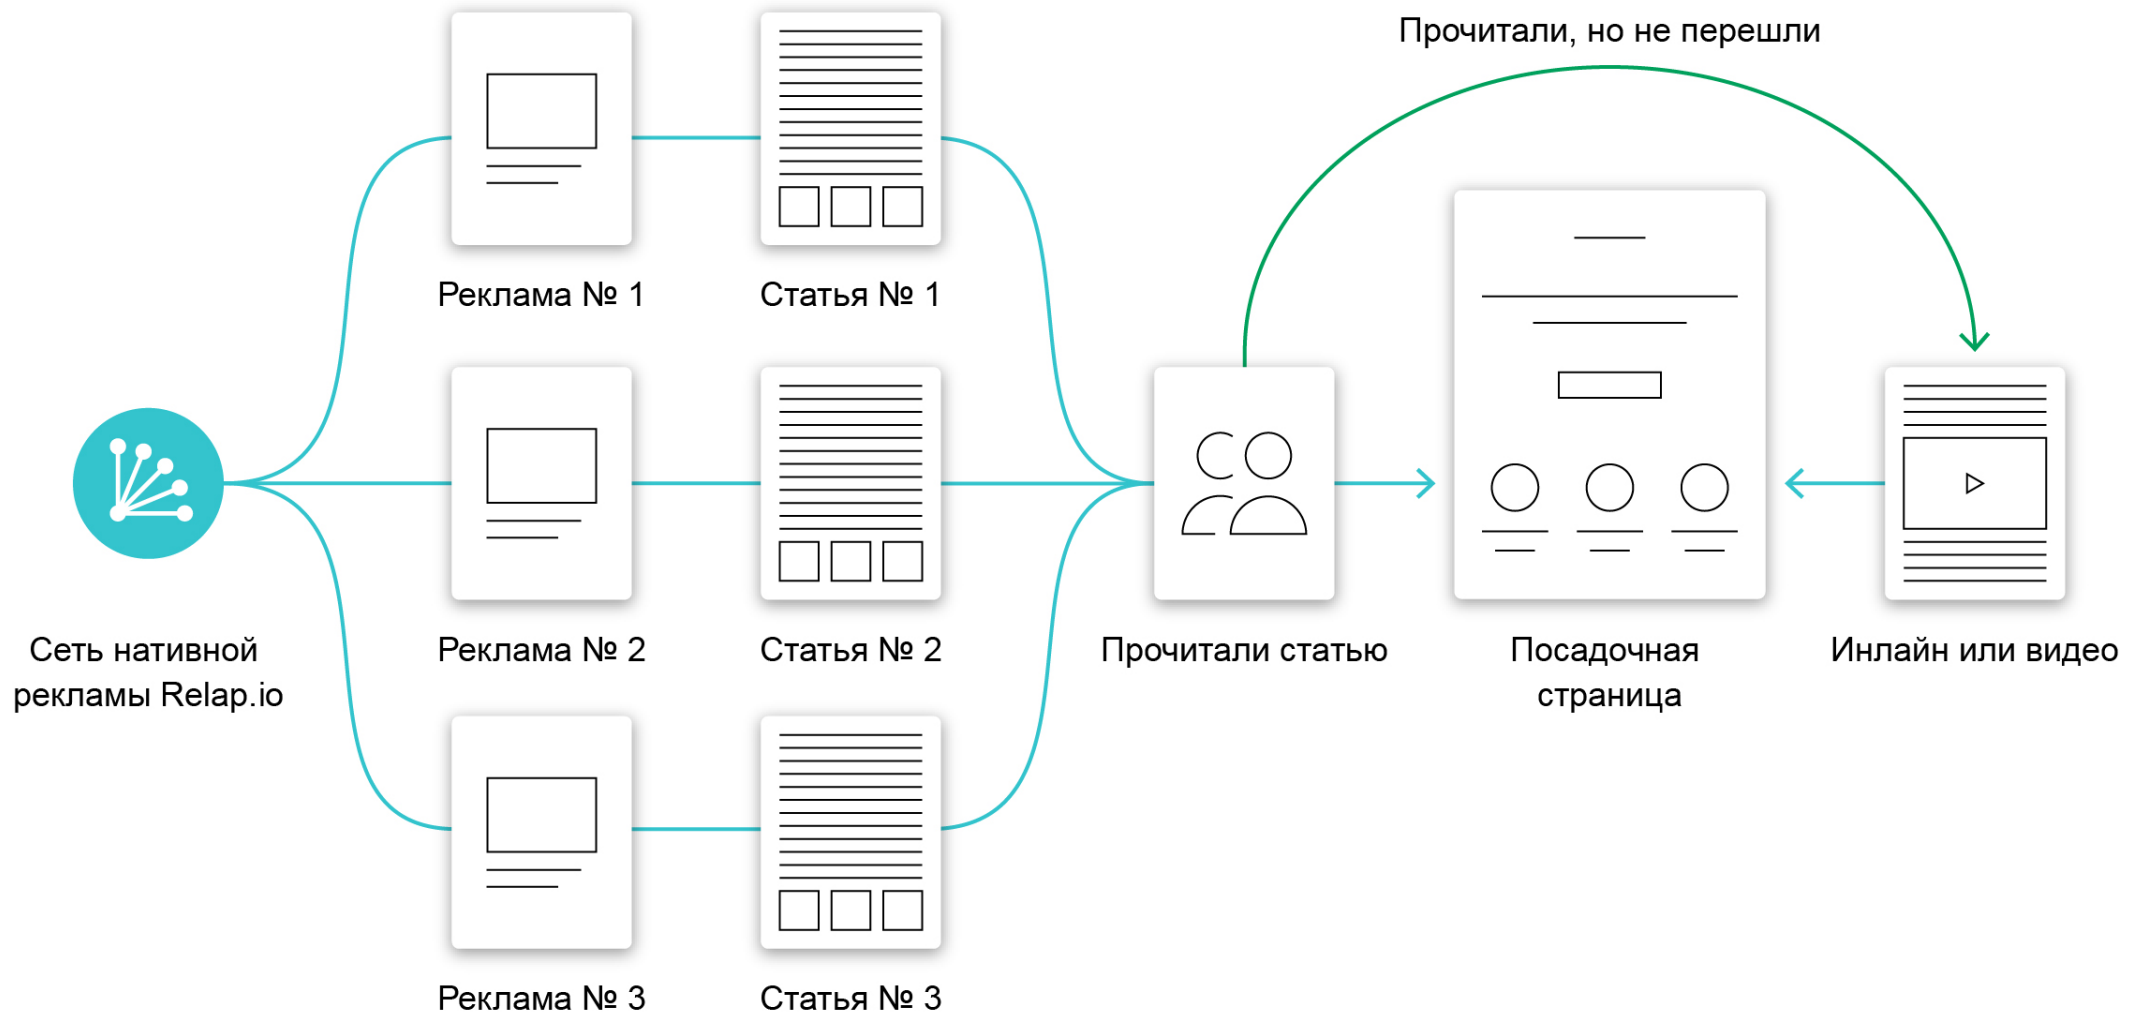 Прочитали, но не перешли
Реклама № 1
Статья № 1
Сеть нативной
рекламы Relap.io
Реклама № 2
Статья № 2
Прочитали статью
Посадочная
страница
Инлайн или видео
Реклама № 3
Статья № 3